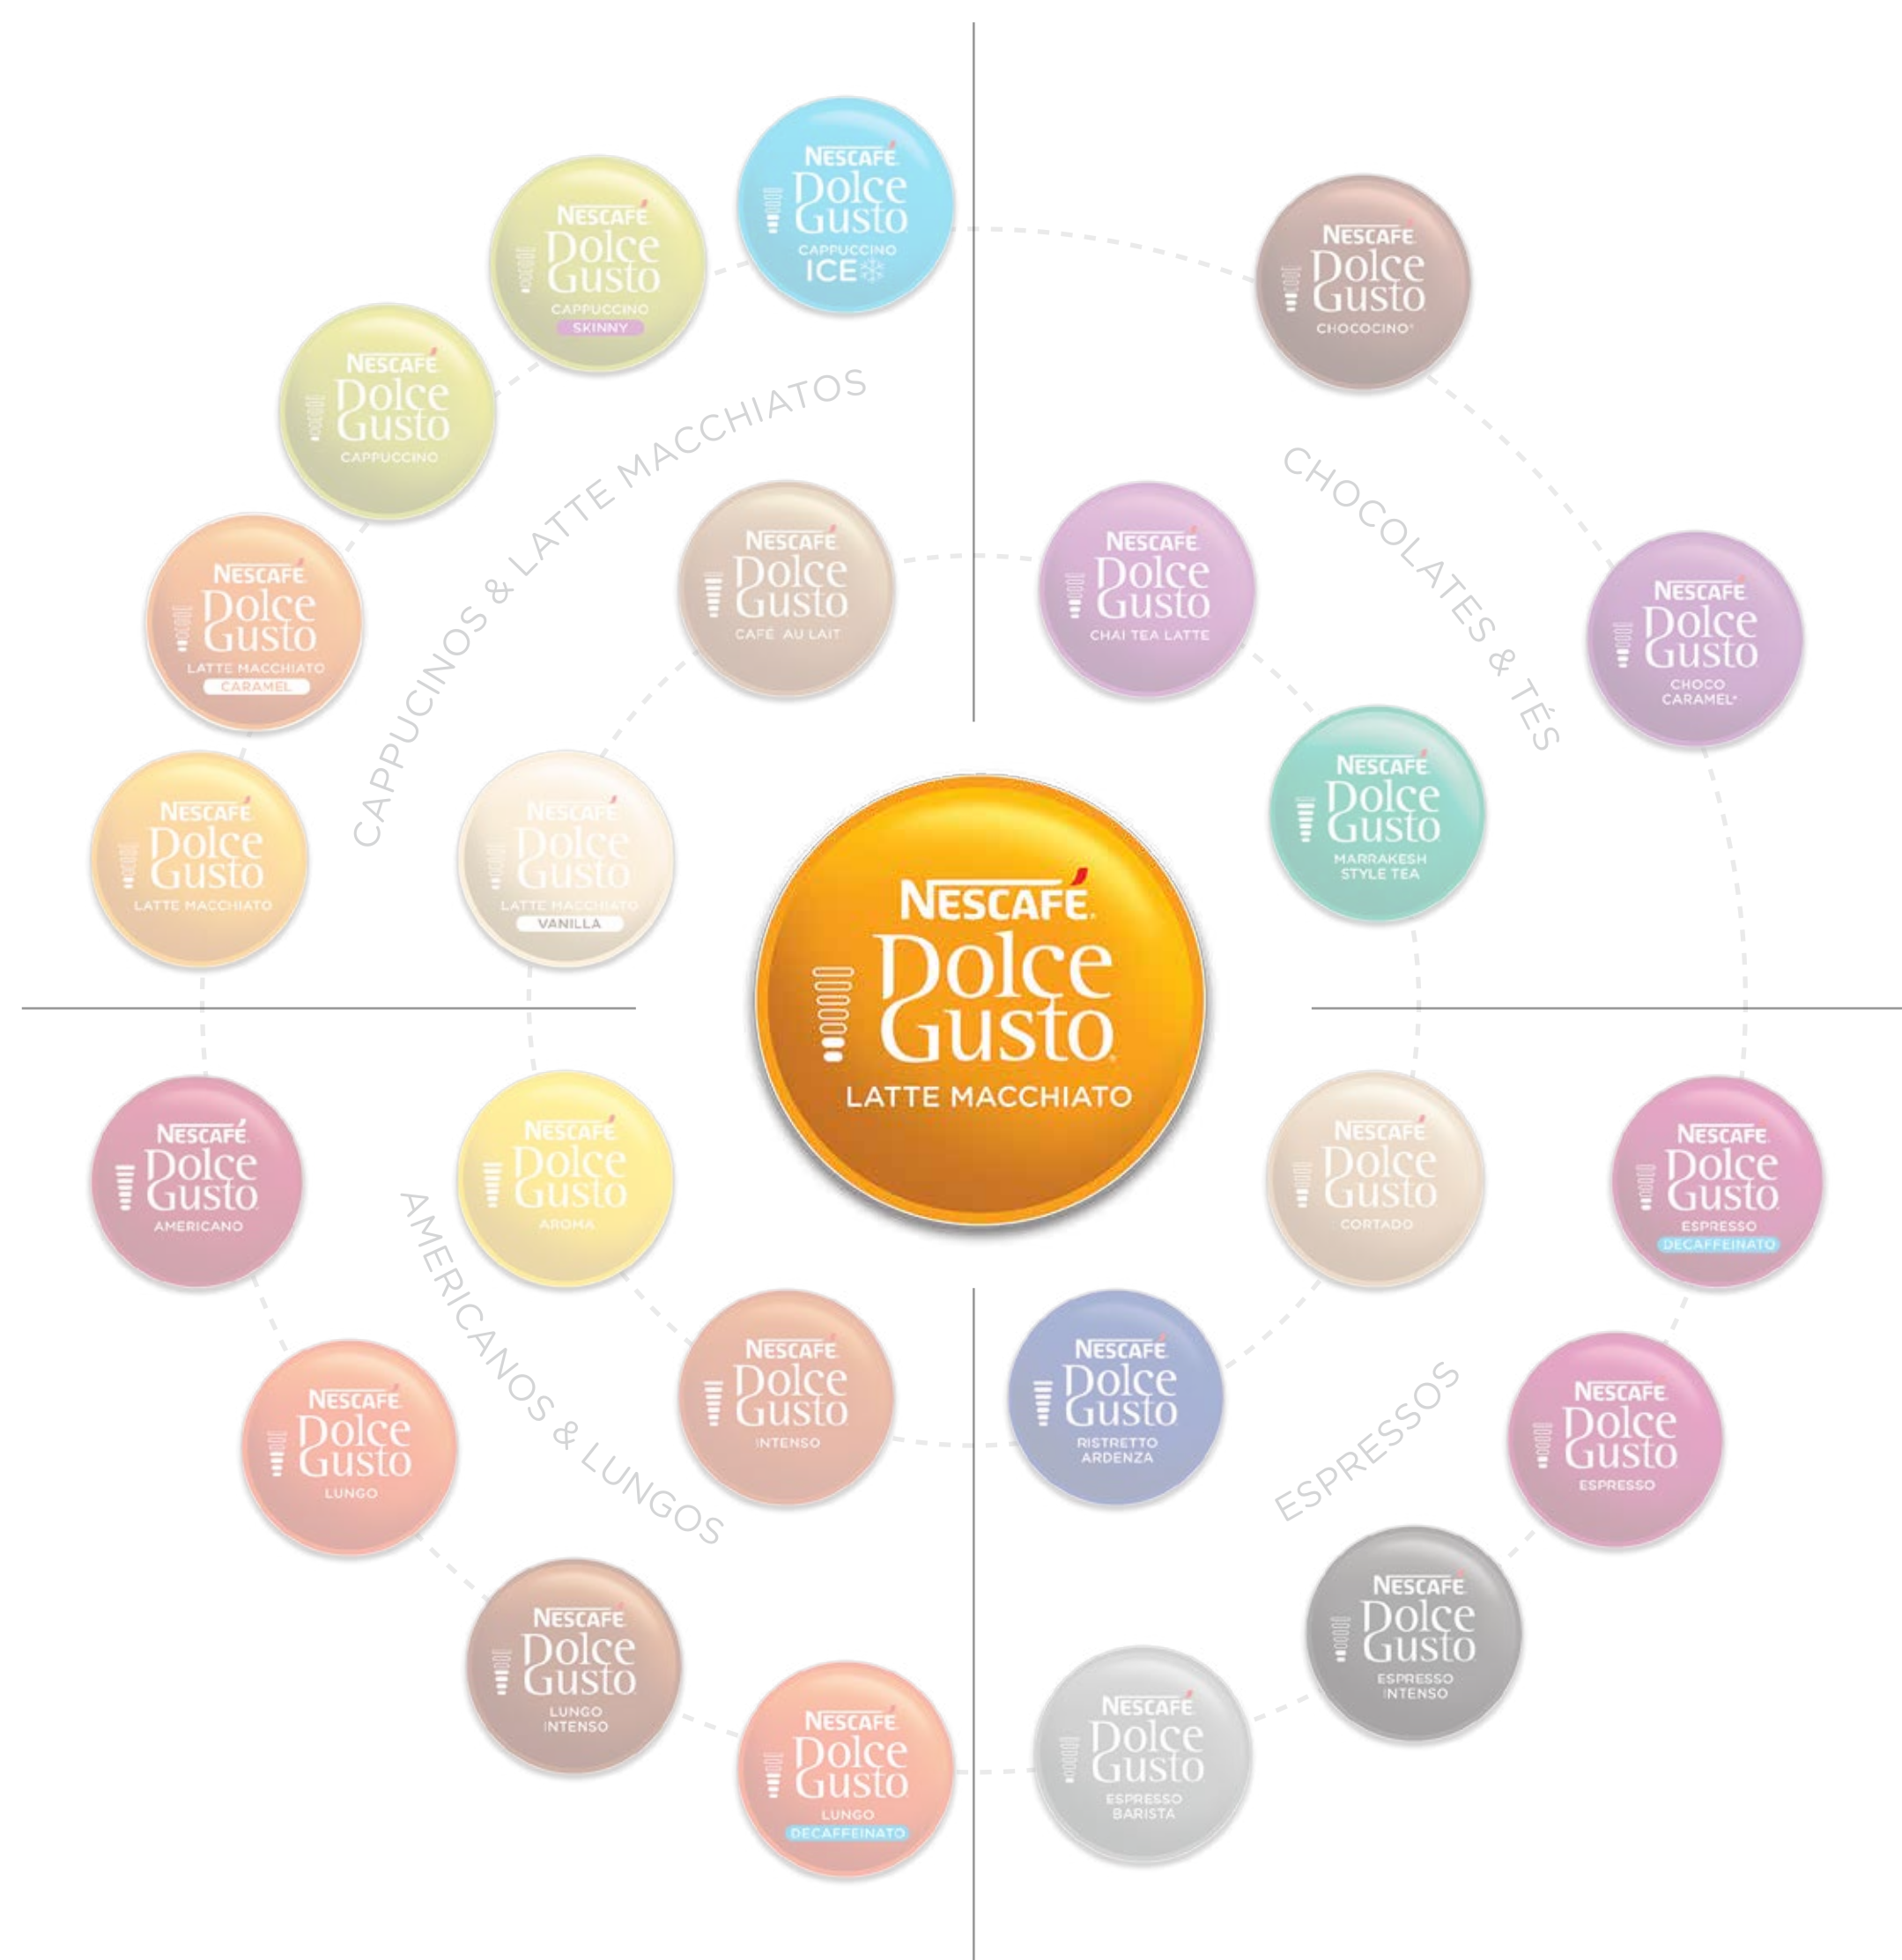 NESCAFÉ
Dolce
Gusto
CAPPUCCINO
ICE
NESCAFÉ
Dolce
Gusto
CAPPUCCINO
SKINNY
NESCAFÉ
Dolce
Gusto
CAPPUCCINO
NESCAFÉ
Dolce
Gusto
LATTE MACCHIATO
CARAMEL
NESCAFÉ
Dolce
Gusto
LATTE MACCHIATO
CAPPUCINOS & LATTE MACCHIATOS
NESCAFÉ
Dolce
Gusto
CAFÉ AU LAIT
NESCAFÉ
Dolce
Gusto
LATTE MACCHIATO
VANILLA
NESCAFÉ
Dolce
Gusto
CHOCOCINO*
CHOCOLATES & TÉS
NESCAFÉ
Dolce
Gusto
CHOCO
CARAMEL*
NESCAFÉ
Dolce
Gusto
CHAI TEA LATTE
NESCAFÉ
Dolce
Gusto
MARRAKESH
STYLE TEA
NESCAFÉ
Dolce
Gusto
LATTE MACCHIATO
NESCAFÉ
Dolce
Gusto
AMERICANO
NESCAFÉ
Dolce
Gusto
AROMA
AMERICANOS & LUNGOS
NESCAFÉ
Dolce
Gusto
INTENSO
NESCAFÉ
Dolce
Gusto
LUNGO
NESCAFÉ
Dolce
Gusto
LUNGO
INTENSO
NESCAFÉ
Dolce
Gusto
LUNGO
DECAFFEINATO
NESCAFÉ
Dolce
Gusto
CORTADO
NESCAFÉ
Dolce
Gusto
ESPRESSO
DECAFFEINATO
NESCAFÉ
Dolce
Gusto
RISTRETTO
ARDENZA
ESPRESSOS
NESCAFÉ
Dolce
Gusto
ESPRESSO
NESCAFÉ
Dolce
Gusto
ESPRESSO
INTENSO
NESCAFÉ
Dolce
Gusto
ESPRESSO
BARISTA